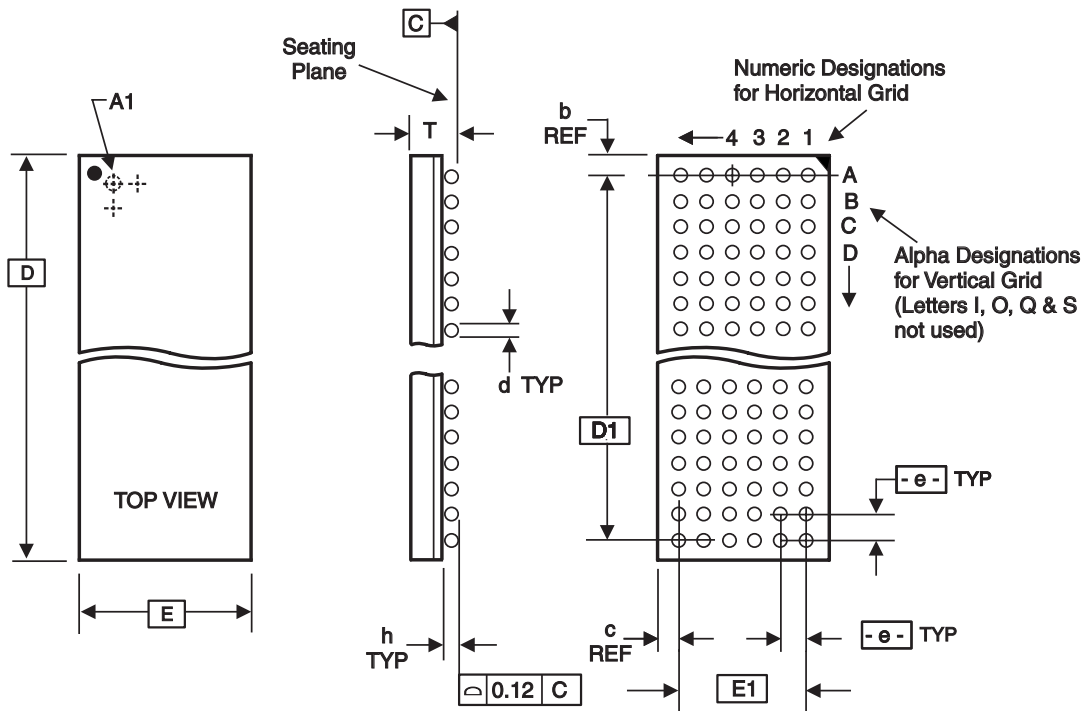 C
Seating
Plane
Numeric Designations
for Horizontal Grid
A1
T
b
REF
4 3 2 1
A
B
C
D
D
Alpha Designations
for Vertical Grid
(Letters I, O, Q & S
not used)
d TYP
D1
TOP VIEW
- e - TYP
E
h
TYP
c
REF
- e - TYP
0.12 C
E1